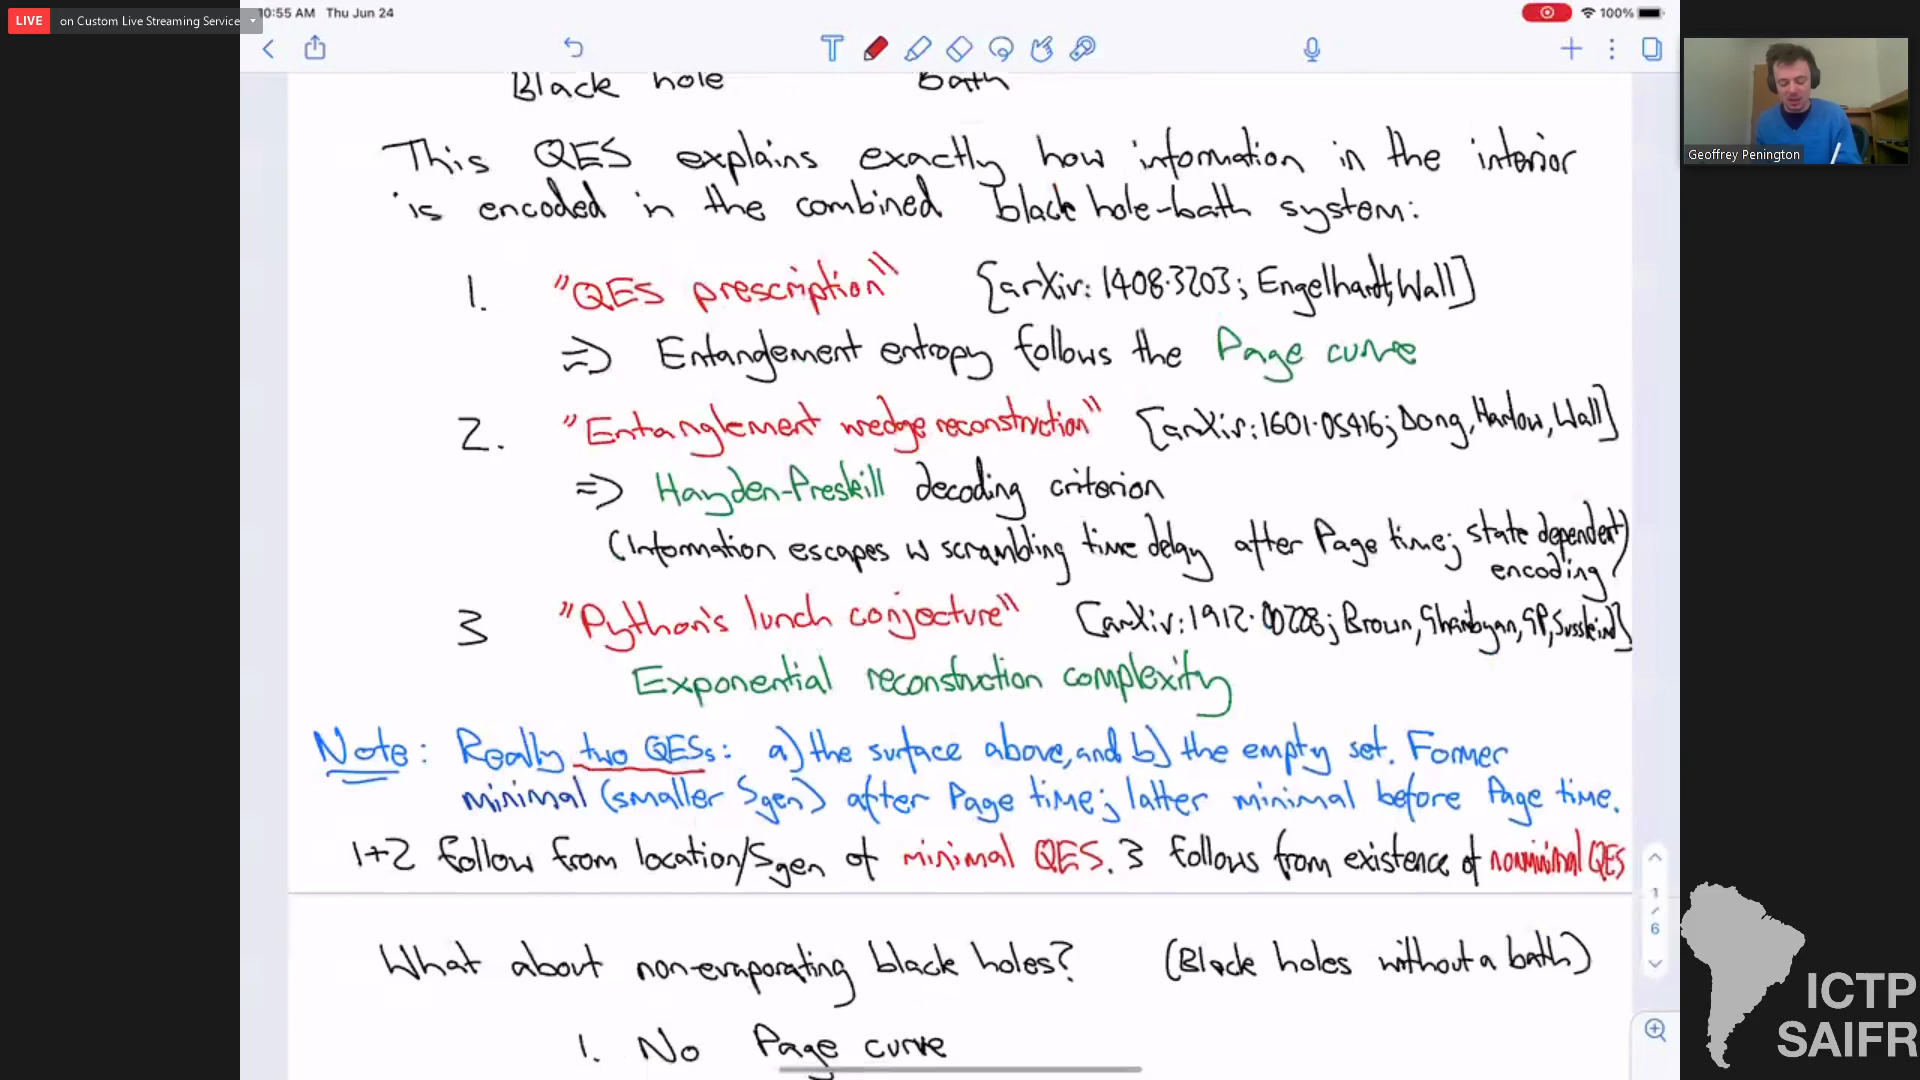 LIVE on Custom Live Streaming Service
10:55 AM Thu Jun 24
100%
Black hole Bath
This QES explains exactly how information in the interior
is encoded in the combined black hole-bath system:
1. "QES prescription" [arXiv: 1408.3203; Engelhardt, Wall]
=> Entanglement entropy follows the Page curve
2. "Entanglement wedge reconstruction" [arXiv: 1601.05416; Dong, Harlow, Wall]
=> Hayden-Preskill decoding criterion
(Information escapes w scrambling time delay after Page time; state dependent
encoding)
3 "Python's lunch conjecture" [arXiv: 1912.00228; Brown, Gharibyan, GP, Susskind]
Exponential reconstruction complexity
Note: Really two QESs: a) the surface above, and b) the empty set. Former
minimal (smaller Sgen) after Page time; latter minimal before Page time.
1+2 follow from location/Sgen of minimal QES. 3 follows from existence of nonminimal QES
What about non-evaporating black holes? (Black holes without a bath)
1. No Page curve
1
/
6
Geoffrey Penington
ICTP
SAIFR